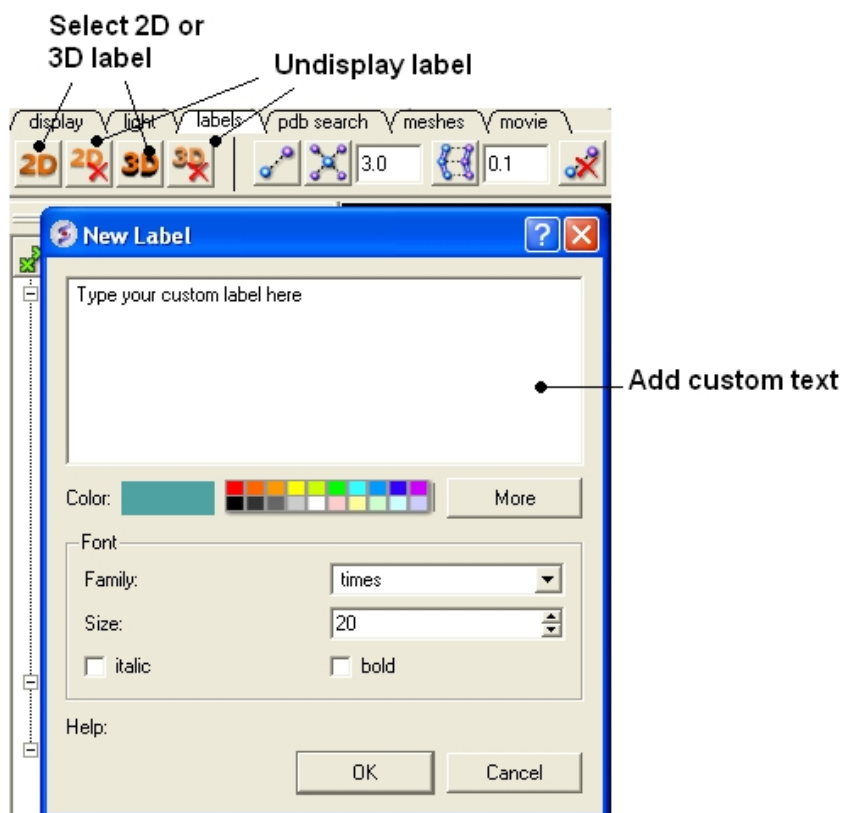 Select 2D or
3D label
Undisplay label
display light labels pdb search meshes movie
2D 2D 3D 3D 3.0 0.1
New Label
Type your custom label here
Add custom text
Color: More
Font
Family: times
Size: 20
italic bold
Help:
OK Cancel